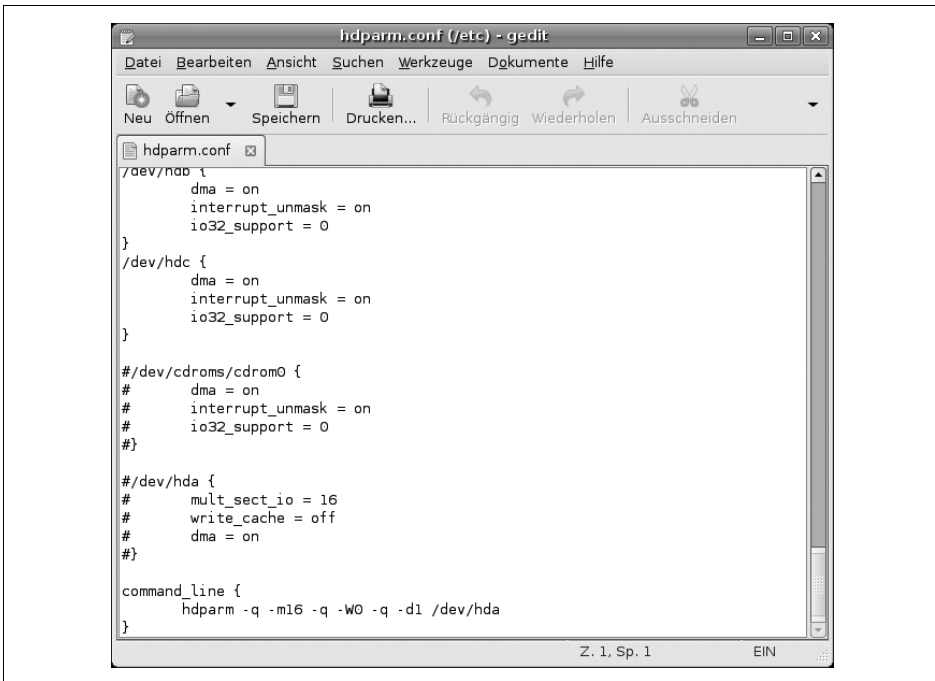 hdparm.conf (/etc) - gedit
Datei Bearbeiten Ansicht Suchen Werkzeuge Dokumente Hilfe
Neu Öffnen Speichern Drucken... Rückgängig Wiederholen Ausschneiden
hdparm.conf
/dev/hdb {
dma = on
interrupt_unmask = on
io32_support = 0
}
/dev/hdc {
dma = on
interrupt_unmask = on
io32_support = 0
}
#/dev/cdroms/cdrom0 {
# dma = on
# interrupt_unmask = on
# io32_support = 0
#}
#/dev/hda {
# mult_sect_io = 16
# write_cache = off
# dma = on
#}
command_line {
hdparm -q -m16 -q -W0 -q -d1 /dev/hda
}
Z. 1, Sp. 1 EIN